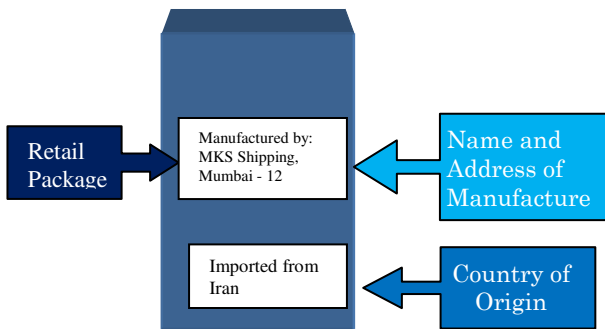 Retail
Package
Manufactured by:
MKS Shipping,
Mumbai - 12
Name and
Address of
Manufacture
Imported from
Iran
Country of
Origin